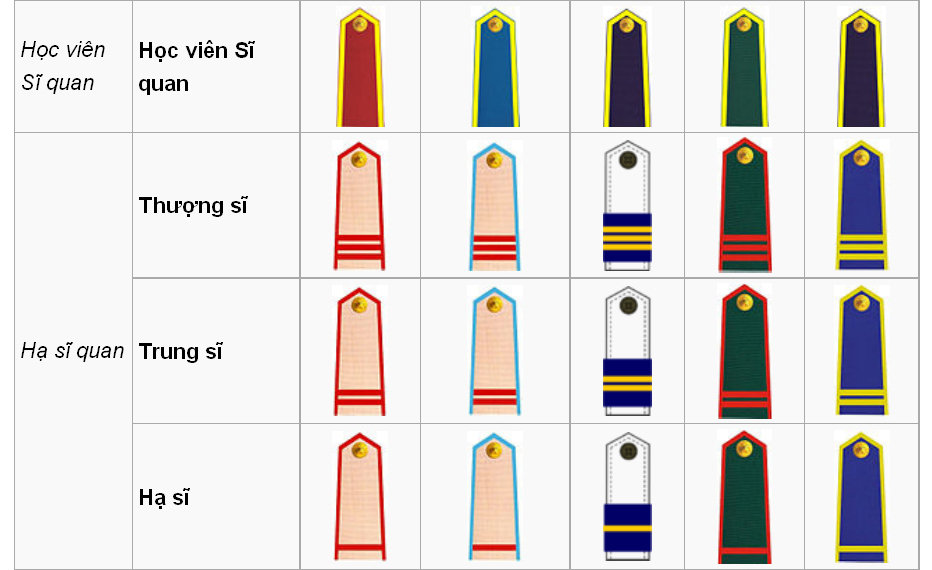 Học viên
Sĩ quan
Học viên Sĩ
quan
Thượng sĩ
Hạ sĩ quan
Trung sĩ
Hạ sĩ